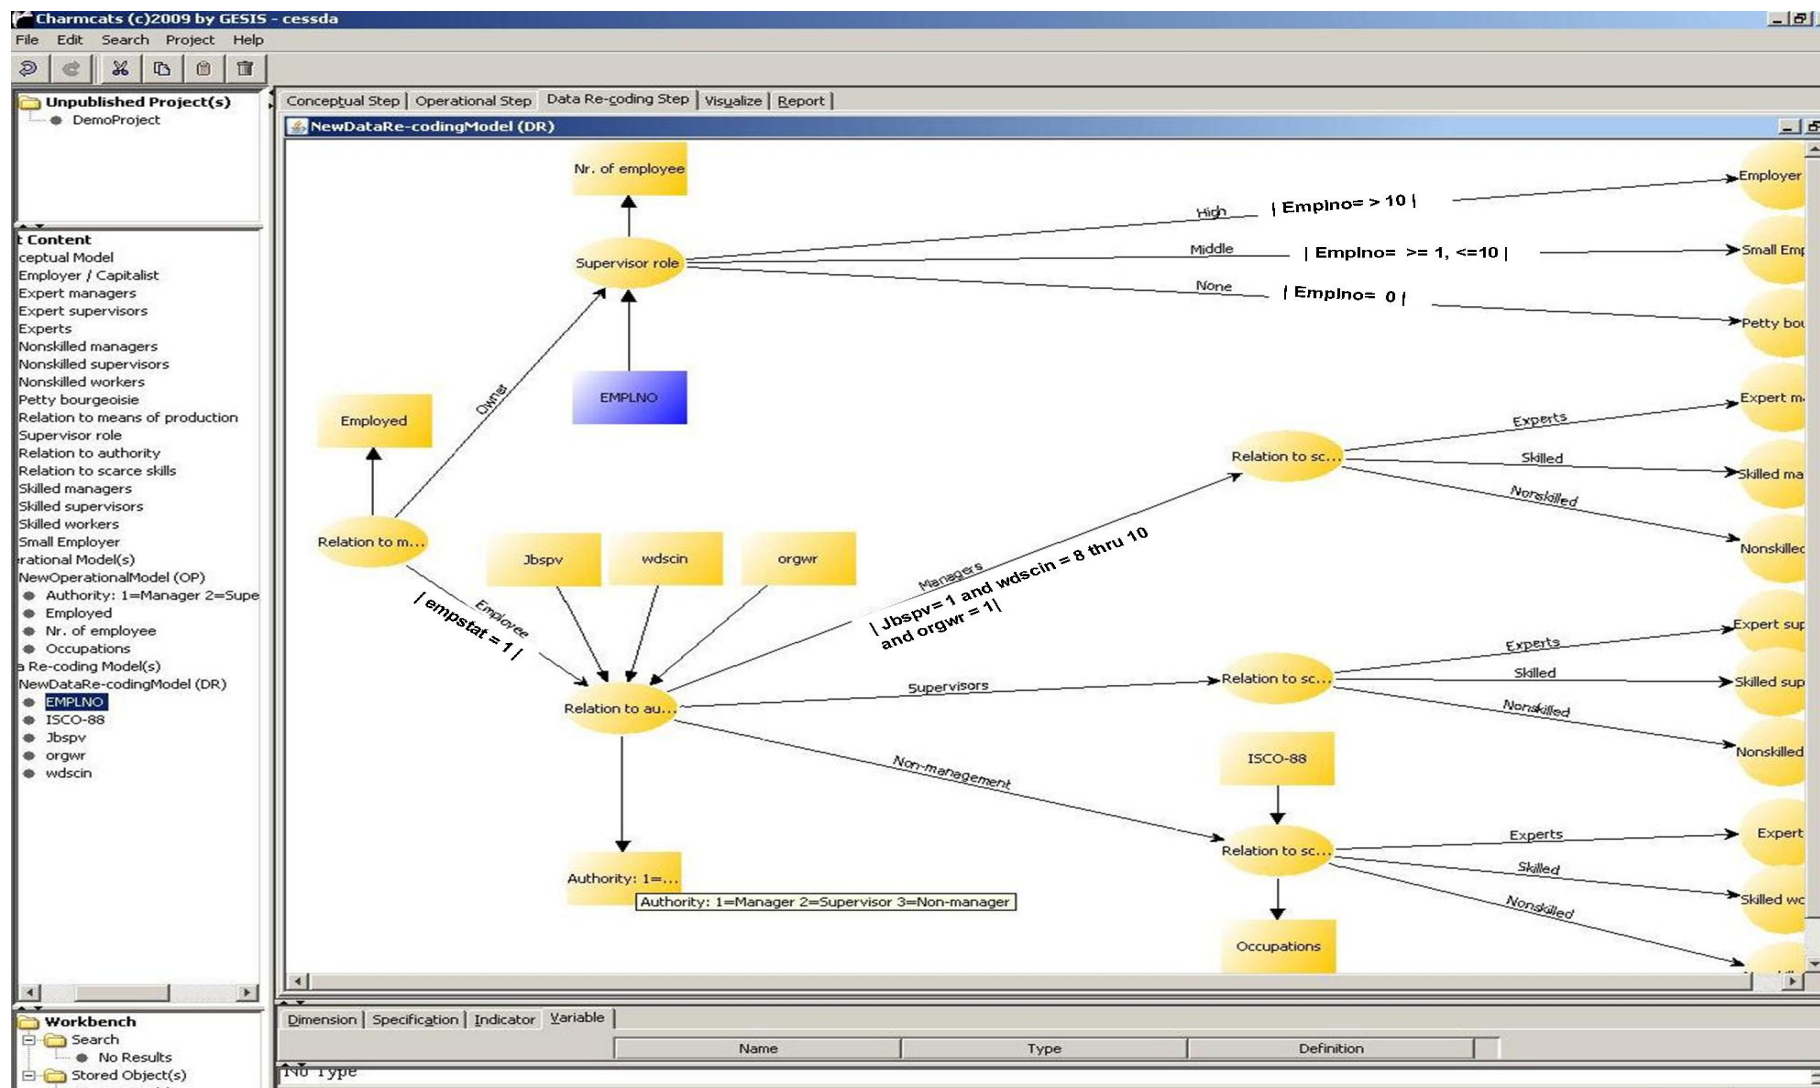 Charmcats (c)2009 by GESIS - cessda
File Edit Search Project Help
Unpublished Project(s)
DemoProject
Conceptual Step Operational Step Data Re-coding Step Visualize Report
NewDataRe-codingModel (DR)
t Content
ceptual Model
Employer / Capitalist
Expert managers
Expert supervisors
Experts
Nonskilled managers
Nonskilled supervisors
Nonskilled workers
Petty bourgeoisie
Relation to means of production
Supervisor role
Relation to authority
Relation to scarce skills
Skilled managers
Skilled supervisors
Skilled workers
Small Employer
rational Model(s)
NewOperationalModel (OP)
Authority: 1=Manager 2=Supe
Employed
Nr. of employee
Occupations
a Re-coding Model(s)
NewDataRe-codingModel (DR)
EMPLNO
ISCO-88
Jbspv
orgwr
wdscin
Workbench
Search
No Results
Stored Object(s)
Nr. of employee
Supervisor role
EMPLNO
High
| Emplno= > 10 |
Employer
Middle
| Emplno= >= 1, <=10 |
Small Emp
None
| Emplno= 0 |
Petty bou
Owner
Employed
Relation to m...
Employee
| empstat = 1 |
Jbspv
wdscin
orgwr
Relation to au...
Managers
| Jbspv= 1 and wdscin = 8 thru 10
and orgwr = 1|
Relation to sc...
Experts
Expert m
Skilled
Skilled ma
Nonskilled
Nonskilled
Supervisors
Relation to sc...
Experts
Expert sup
Skilled
Skilled sup
Nonskilled
Nonskilled
Non-management
ISCO-88
Relation to sc...
Experts
Expert
Skilled
Skilled wo
Nonskilled
Occupations
Authority: 1=...
Authority: 1=Manager 2=Supervisor 3=Non-manager
Dimension Specification Indicator Variable
Name Type Definition
No Type